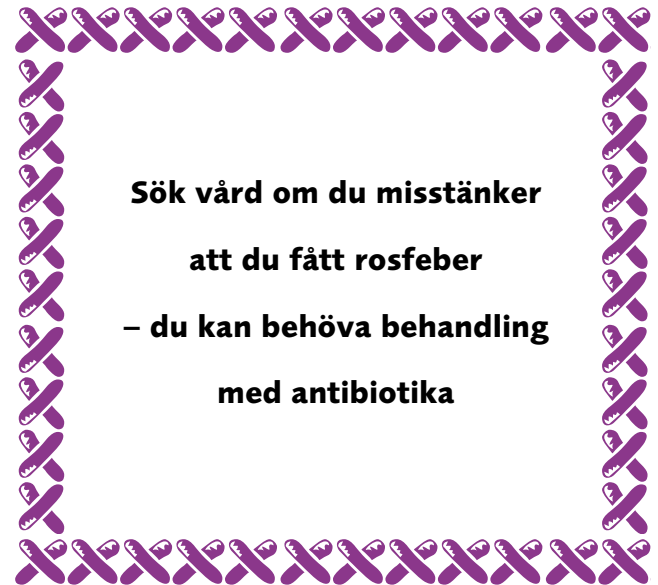 Sök vård om du misstänker
att du fått rosfeber
– du kan behöva behandling
med antibiotika